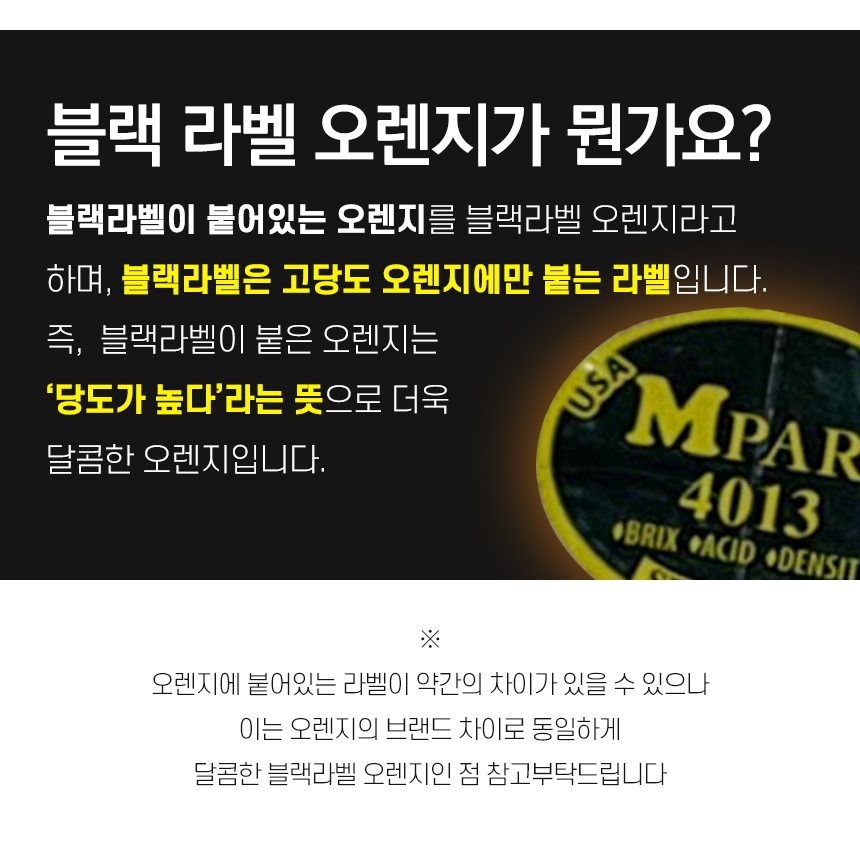 블랙 라벨 오렌지가 뭔가요?
블랙라벨이 붙어있는 오렌지를 블랙라벨 오렌지라고
하며, 블랙라벨은 고당도 오렌지에만 붙는 라벨입니다.
즉, 블랙라벨이 붙은 오렌지는
‘당도가 높다’라는 뜻으로 더욱
달콤한 오렌지입니다.
USA
MPAR
4013
BRIX ACID DENSIT
※
오렌지에 붙어있는 라벨이 약간의 차이가 있을 수 있으나
이는 오렌지의 브랜드 차이로 동일하게
달콤한 블랙라벨 오렌지인 점 참고부탁드립니다